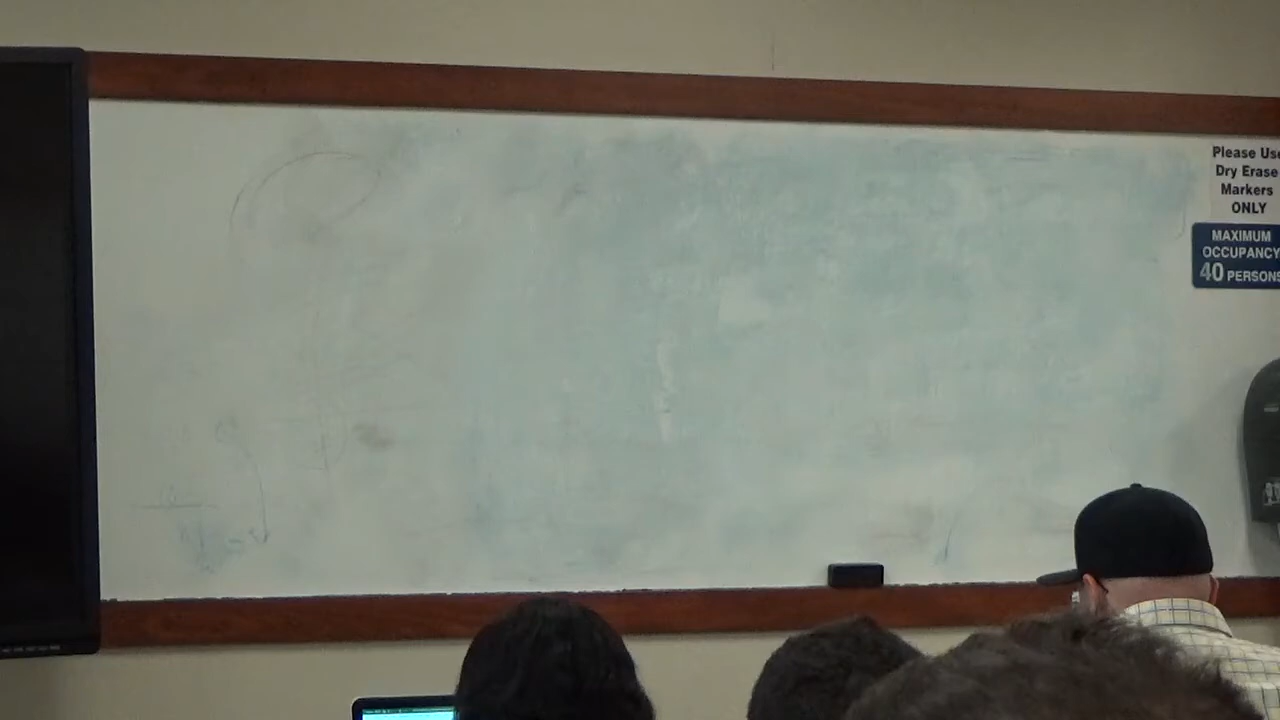 Please Use
Dry Erase
Markers
ONLY
MAXIMUM
OCCUPANCY
40 PERSONS